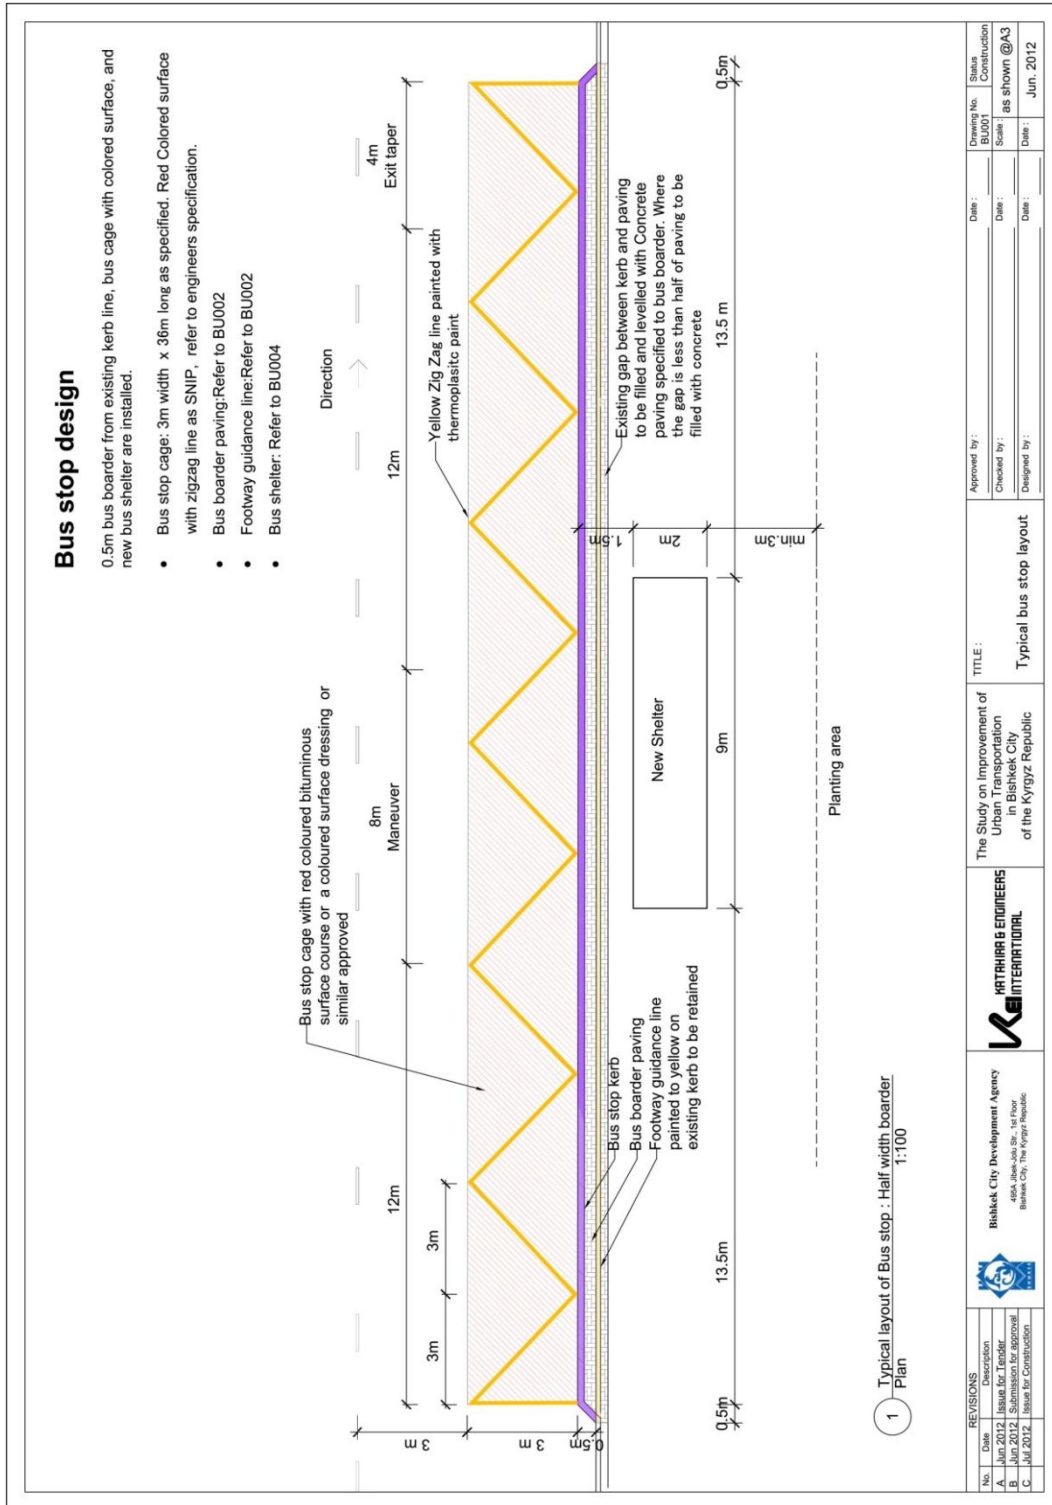 Bus stop design
0.5m bus boarder from existing kerb line, bus cage with colored surface, and
new bus shelter are installed.
• Bus stop cage: 3m width x 36m long as specified. Red Colored surface
with zigzag line as SNIP, refer to engineers specification.
• Bus boarder paving:Refer to BU002
• Footway guidance line:Refer to BU002
• Bus shelter: Refer to BU004
Bus stop cage with red coloured bituminous
surface course or a coloured surface dressing or
similar approved
Direction
12m
8m
Maneuver
12m
4m
Exit taper
3m
3m
Yellow Zig Zag line painted with
thermoplasitc paint
3 m
3 m
0.5m
Bus stop kerb
Bus boarder paving
Footway guidance line
painted to yellow on
existing kerb to be retained
Existing gap between kerb and paving
to be filled and levelled with Concrete
paving specified to bus boarder. Where
the gap is less than half of paving to be
filled with concrete
New Shelter
1.5m
2m
min.3m
0.5m
13.5m
9m
13.5 m
0.5m
Planting area
1
Typical layout of Bus stop : Half width boarder
Plan
1:100
REVISIONS
No. Date Description
A Jun 2012 Issue for Tender
B Jun 2012 Submission for approval
C Jul 2012 Issue for Construction
Bishkek City Development Agency
495A Jibek-Jolu Str., 1st Floor
Bishkek City, The Kyrgyz Republic
KEI
KATAHIRA & ENGINEERS
INTERNATIONAL
The Study on Improvement of
Urban Transportation
in Bishkek City
of the Kyrgyz Republic
TITLE :
Typical bus stop layout
Approved by : Date :
Checked by : Date :
Designed by : Date :
Drawing No.
BU001
Status
Construction
Scale : as shown @A3
Date : Jun. 2012